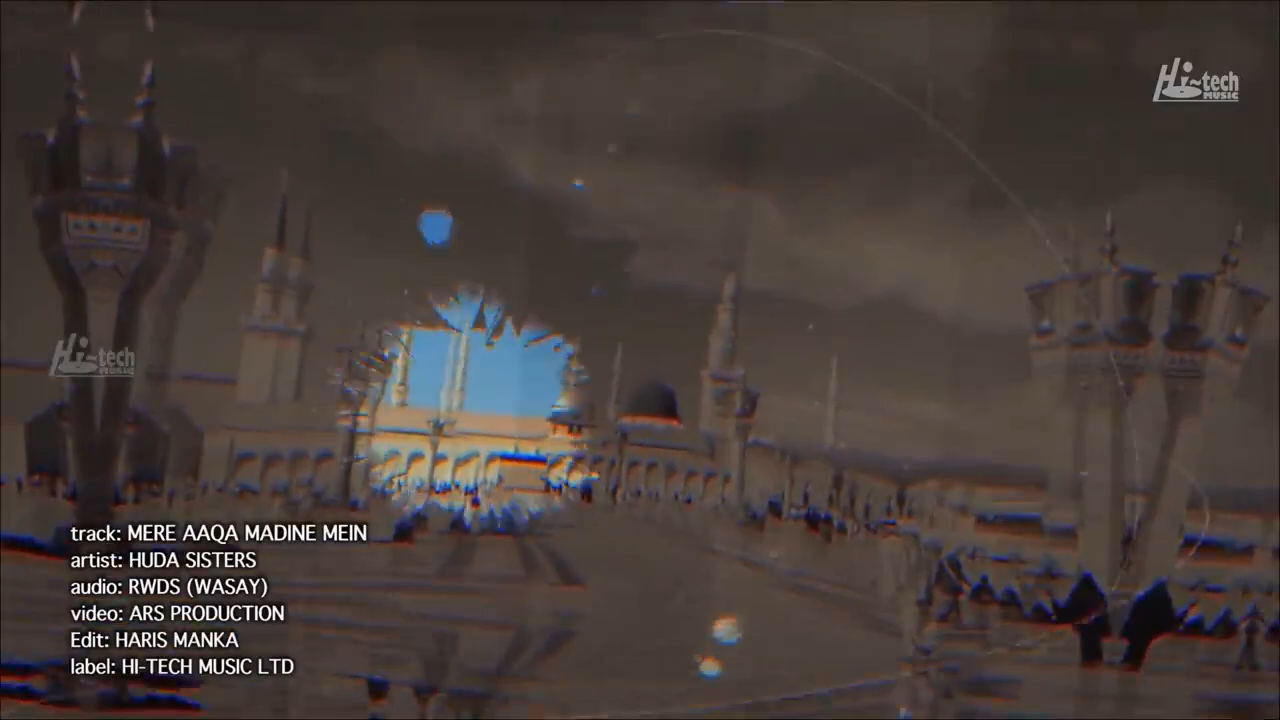 Hi-tech
MUSIC
Hi-tech
track: MERE AAQA MADINE MEIN
artist: HUDA SISTERS
audio: RWDS (WASAY)
video: ARS PRODUCTION
Edit: HARIS MANKA
label: HI-TECH MUSIC LTD